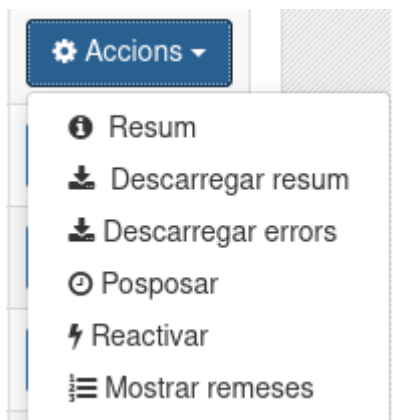 Accions
Resum
Descarregar resum
Descarregar errors
Posposar
Reactivar
Mostrar remeses